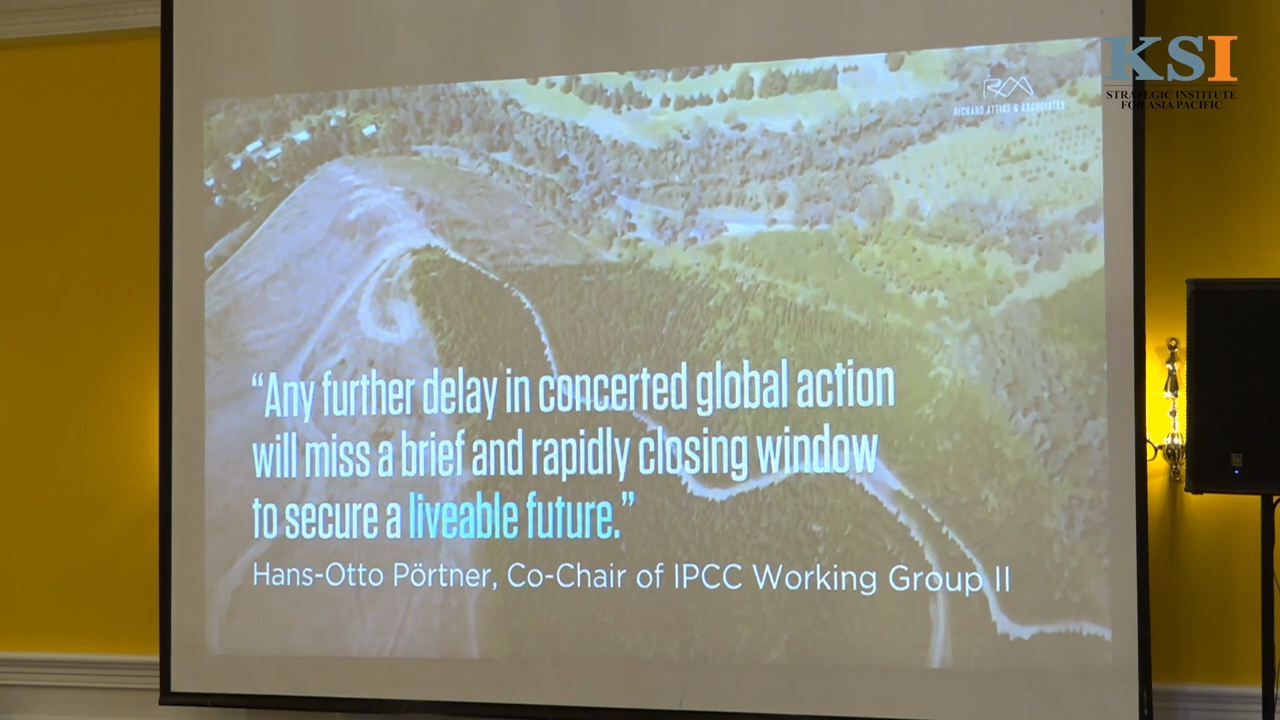 KSI
STRATEGIC INSTITUTE
FOR ASIA PACIFIC
RICHARD ATTIAS & ASSOCIATES
“Any further delay in concerted global action
will miss a brief and rapidly closing window
to secure a liveable future.”
Hans-Otto Pörtner, Co-Chair of IPCC Working Group II